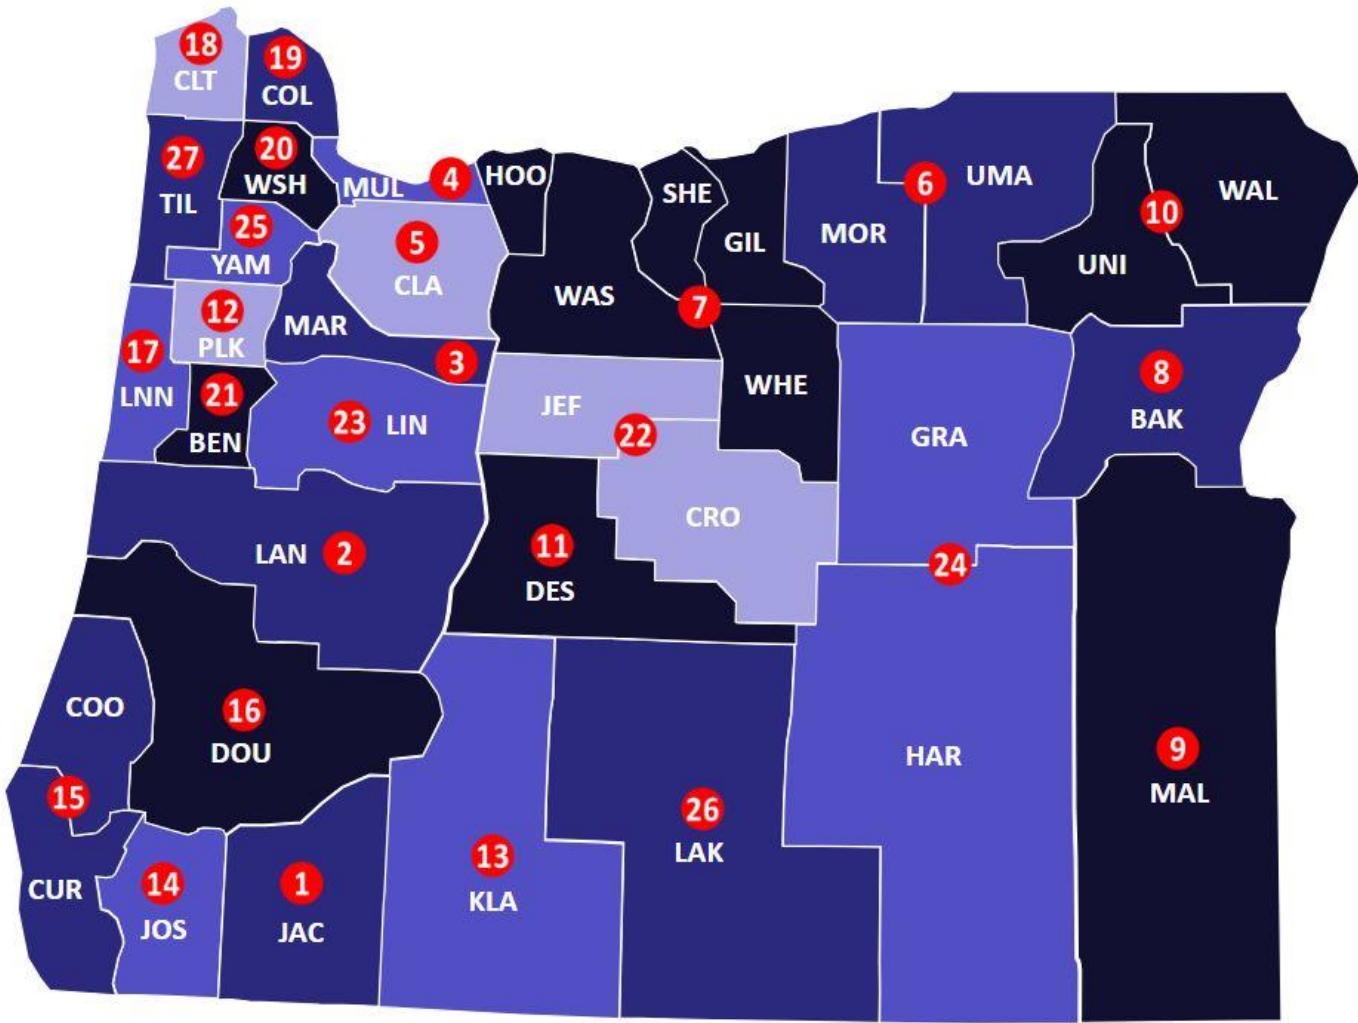 18
CLT
19
COL
27
TIL
20
WSH
MUL
4
HOO
SHE
GIL
MOR
6
UMA
10
WAL
UNI
25
YAM
5
CLA
WAS
7
12
PLK
MAR
3
17
LNN
21
BEN
23
LIN
JEF
22
WHE
GRA
8
BAK
CRO
LAN
2
11
DES
24
COO
16
DOU
15
HAR
9
MAL
26
LAK
13
KLA
CUR
14
JOS
1
JAC